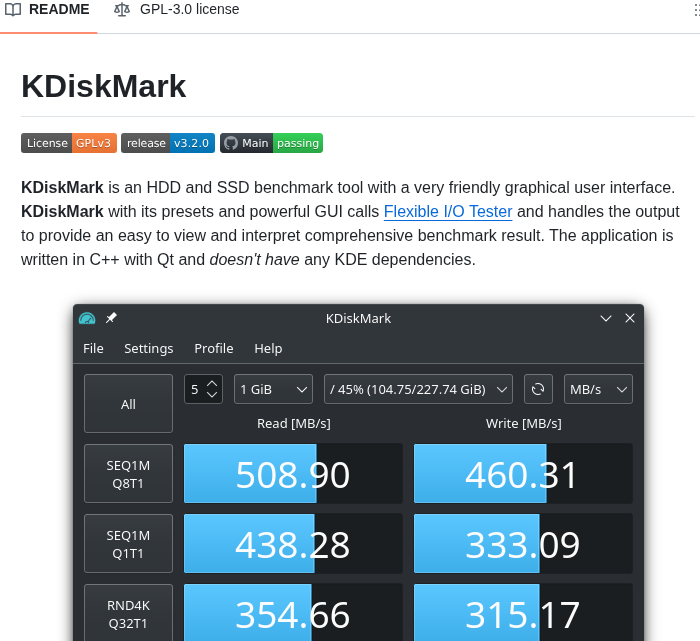 README GPL-3.0 license
KDiskMark
License GPLv3 release v3.2.0 Main passing
KDiskMark is an HDD and SSD benchmark tool with a very friendly graphical user interface.
KDiskMark with its presets and powerful GUI calls Flexible I/O Tester and handles the output
to provide an easy to view and interpret comprehensive benchmark result. The application is
written in C++ with Qt and doesn't have any KDE dependencies.
KDiskMark
File Settings Profile Help
All 5 1 GiB / 45% (104.75/227.74 GiB) MB/s
Read [MB/s] Write [MB/s]
SEQ1M
Q8T1
508.90 460.31
SEQ1M
Q1T1
438.28 333.09
RND4K
Q32T1
354.66 315.17